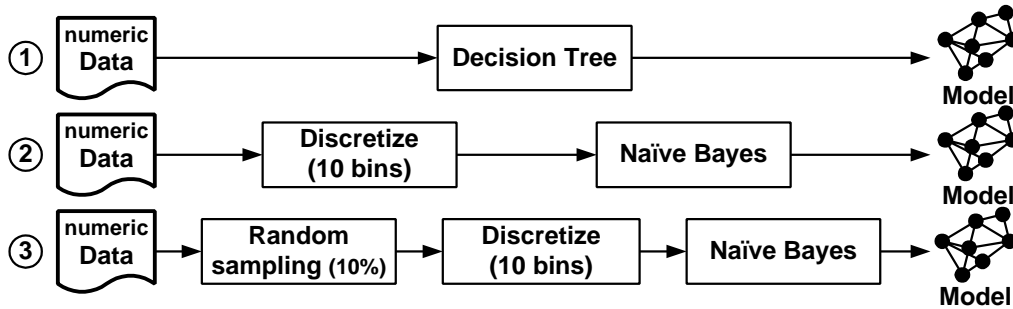 1
numeric
Data
Decision Tree
Model
2
numeric
Data
Discretize
(10 bins)
Naïve Bayes
Model
3
numeric
Data
Random
sampling (10%)
Discretize
(10 bins)
Naïve Bayes
Model